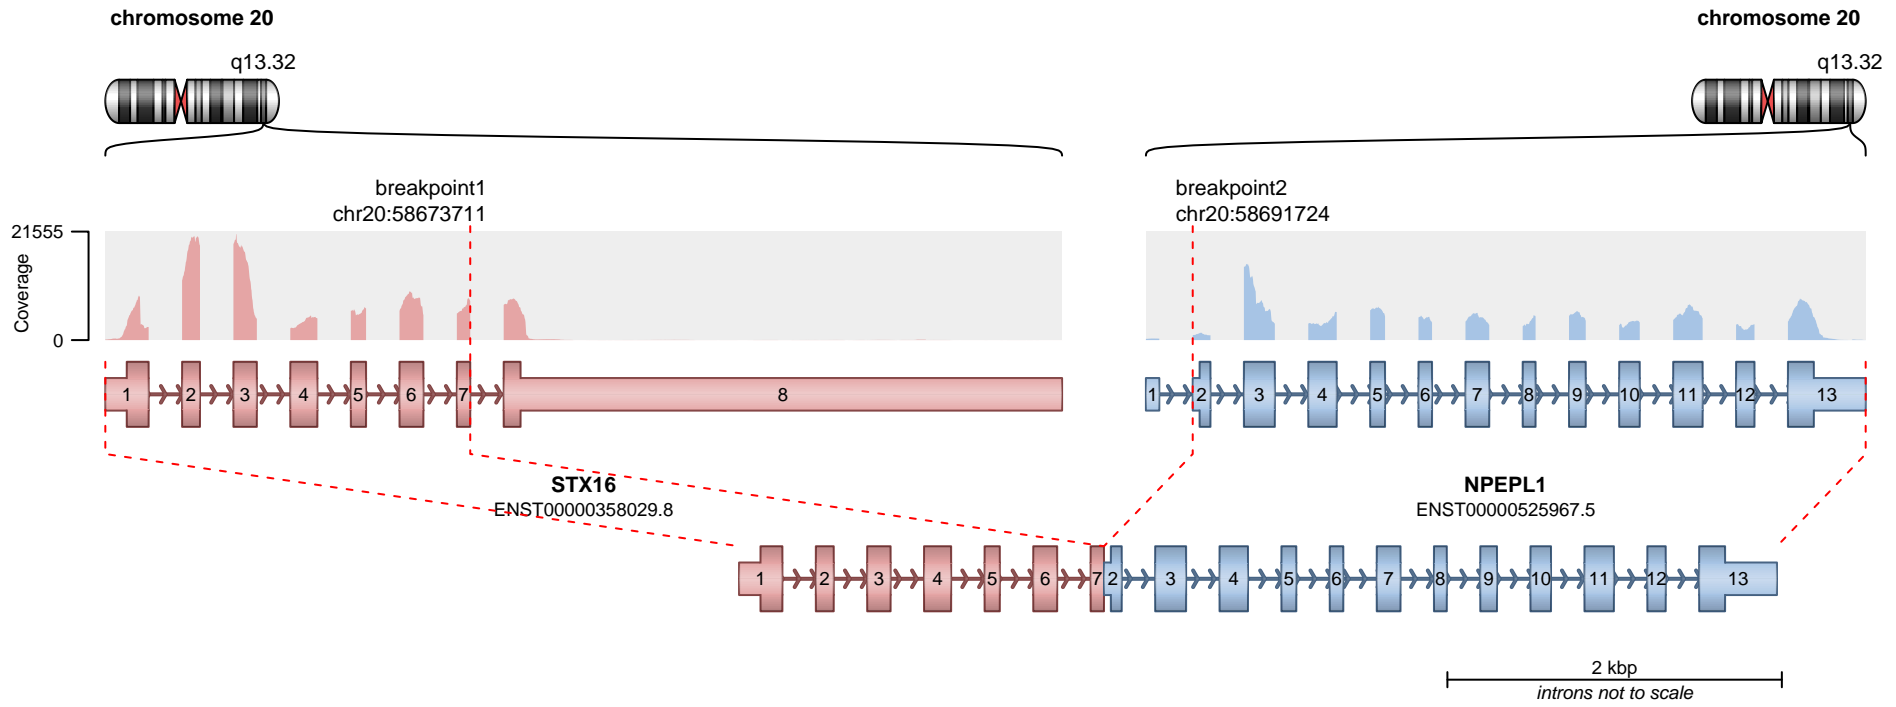 chromosome 20
chromosome 20
q13.32
q13.32
breakpoint1
chr20:58673711
breakpoint2
chr20:58691724
21555
0
Coverage
1 2 3 4 5 6 7 8
1 2 3 4 5 6 7 8 9 10 11 12 13
STX16
ENST00000358029.8
NPEPL1
ENST00000525967.5
1 2 3 4 5 6 7 2 3 4 5 6 7 8 9 10 11 12 13
2 kbp
introns not to scale